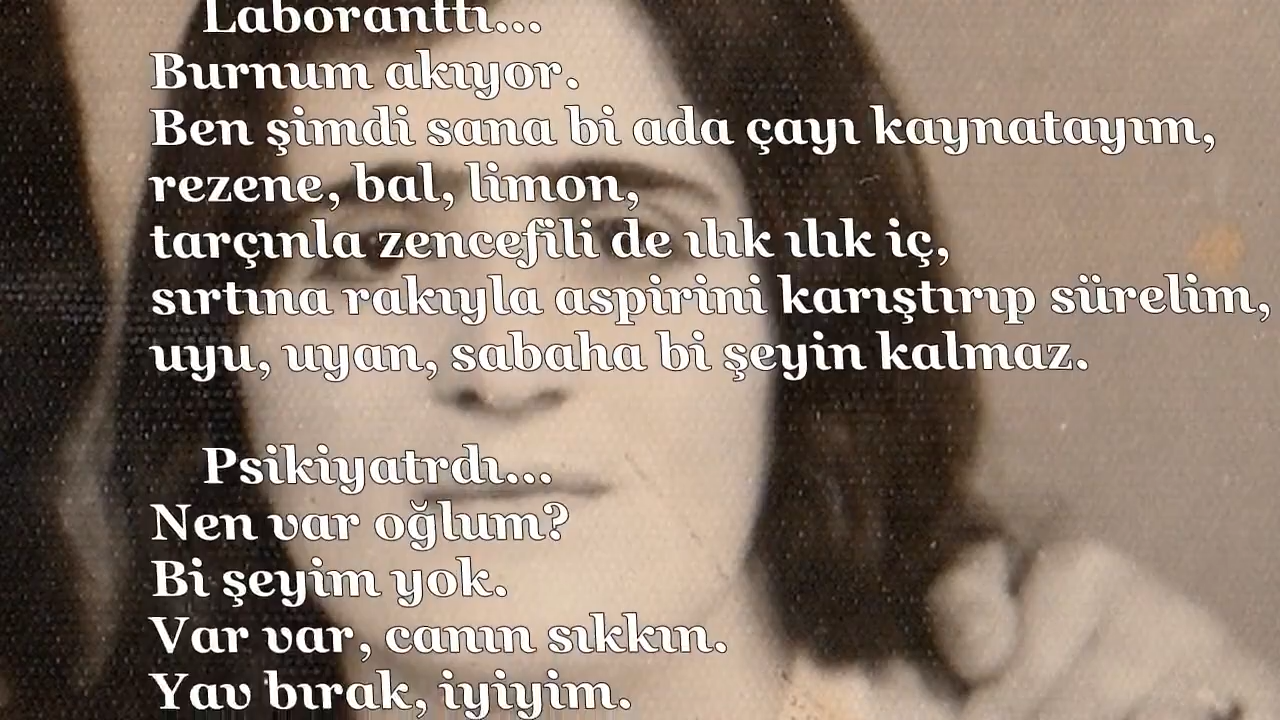 Laboranttı...
Burnum akıyor.
Ben şimdi sana bi ada çayı kaynatayım,
rezene, bal, limon,
tarçınla zencefili de ılık ılık iç,
sırtına rakıyla aspirini karıştırıp sürelim,
uyu, uyan, sabaha bi şeyin kalmaz.
Psikiyatrdı...
Nen var oğlum?
Bi şeyim yok.
Var var, canın sıkkın.
Yav bırak, iyiyim.